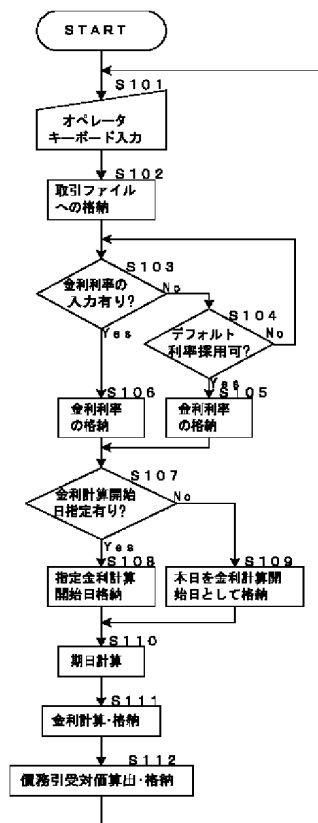 START
S101
オペレータ
キーボード入力
S102
取引ファイル
への格納
S103
金利利率の
入力有り?
No
Yes
S104
デフォルト
利率採用可?
No
Yes
S106
金利利率
の格納
S105
金利利率
の格納
S107
金利計算開始
日指定有り?
No
Yes
S108
指定金利計算
開始日格納
S109
本日を金利計算開
始日として格納
S110
期日計算
S111
金利計算・格納
S112
債務引受対価算出・格納